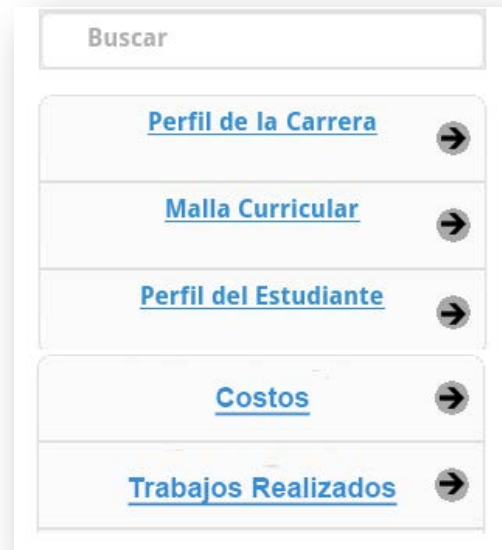 Buscar
Perfil de la Carrera
Malla Curricular
Perfil del Estudiante
Costos
Trabajos Realizados